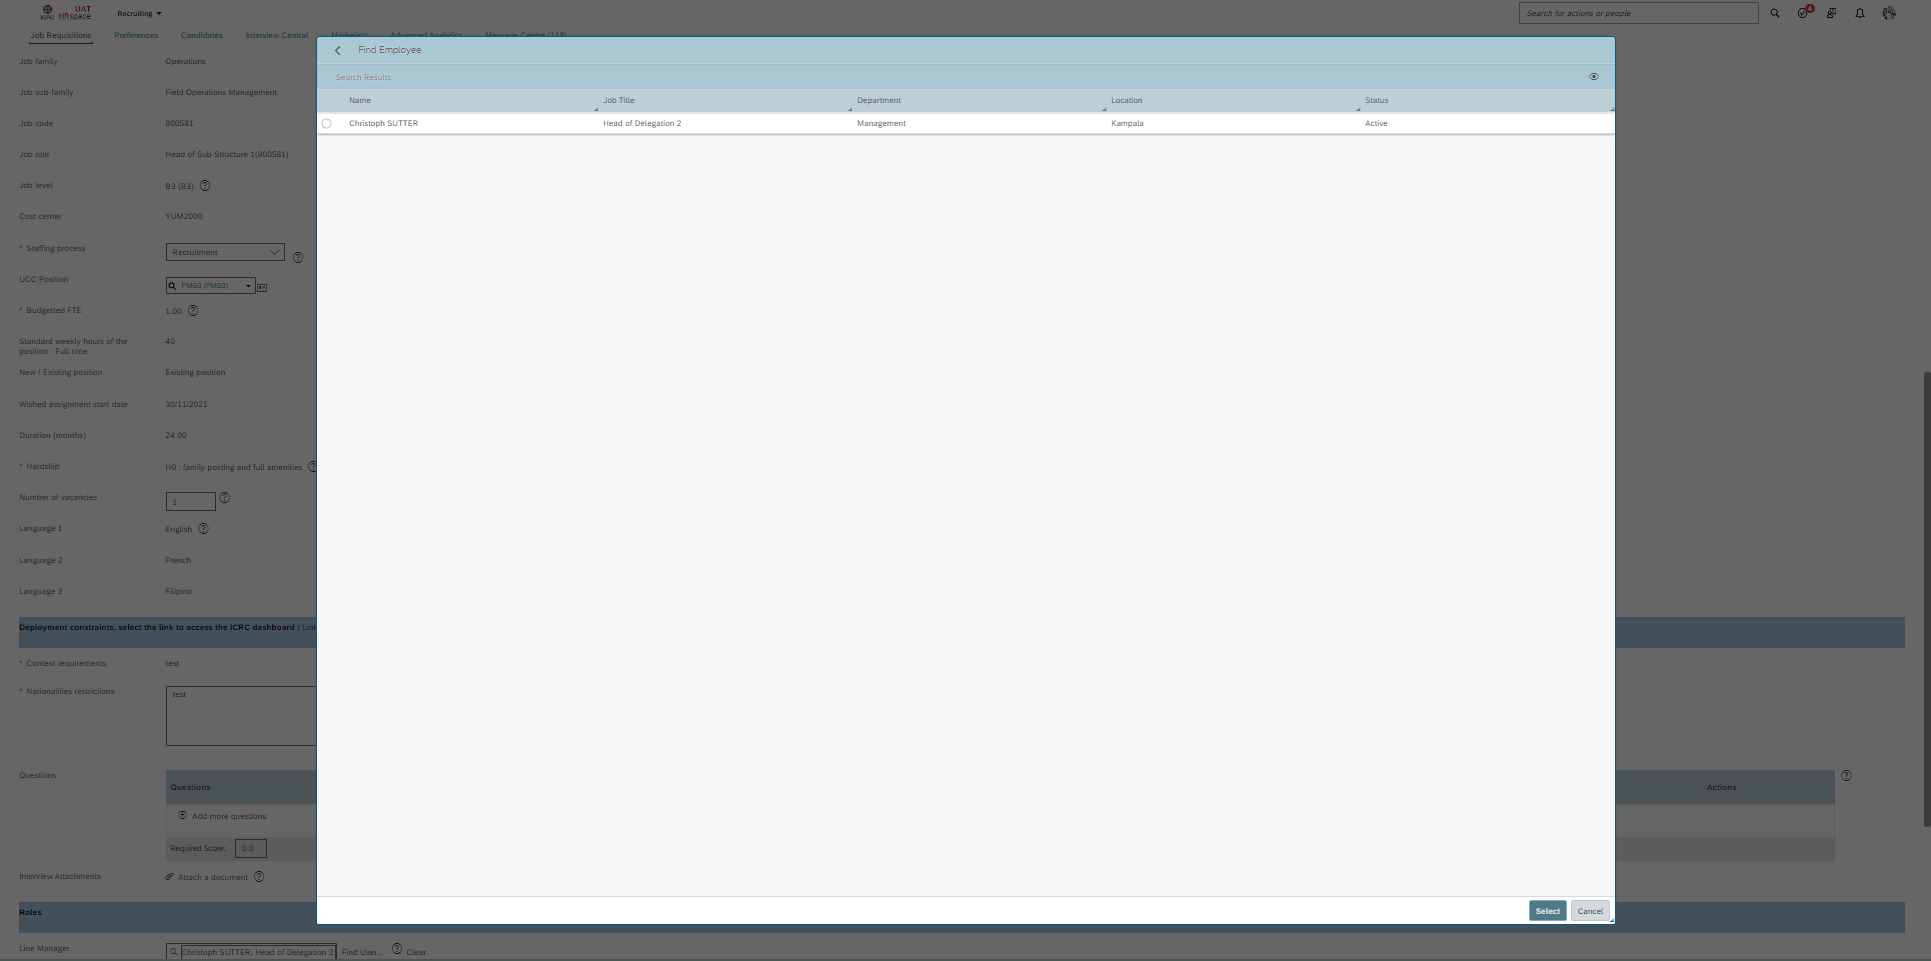 UAT
ICRC HRspace
Recruiting
Search for actions or people
4
Job Requisitions
Preferences
Candidates
Interview Central
Marketing
Advanced Analytics
Message Centre (118)
Find Employee
Search Results
Name
Job Title
Department
Location
Status
Christoph SUTTER
Head of Delegation 2
Management
Kampala
Active
Job family
Operations
Job sub-family
Field Operations Management
Job code
800581
Job role
Head of Sub-Structure 1(800581)
Job level
B3 (B3)
Cost center
YUM2000
* Staffing process
Recruitment
UCC Position
PMG3 (PMG3)
* Budgetted FTE
1.00
Standard weekly hours of the
position - Full time
40
New / Existing position
Existing position
Wished assignment start date
30/11/2021
Duration (months)
24.00
* Hardship
H0 : family posting and full amenities
Number of vacancies
1
Language 1
English
Language 2
French
Language 3
Filipino
Deployment constraints, select the link to access the ICRC dashboard : Link
* Context requirements
test
* Nationalities restrictions
test
Questions
Questions
Actions
Add more questions
Required Score:
0.0
Interview Attachments
Attach a document
Select
Cancel
Roles
Line Manager
Christoph SUTTER, Head of Delegation 2
Find User...
Clear